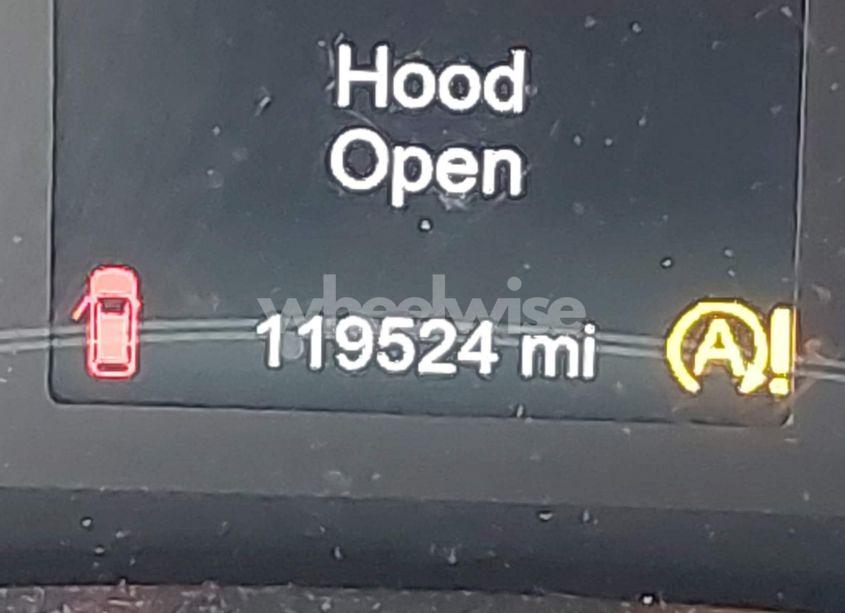 Hood
Open
wheelwise
119524 mi
A!